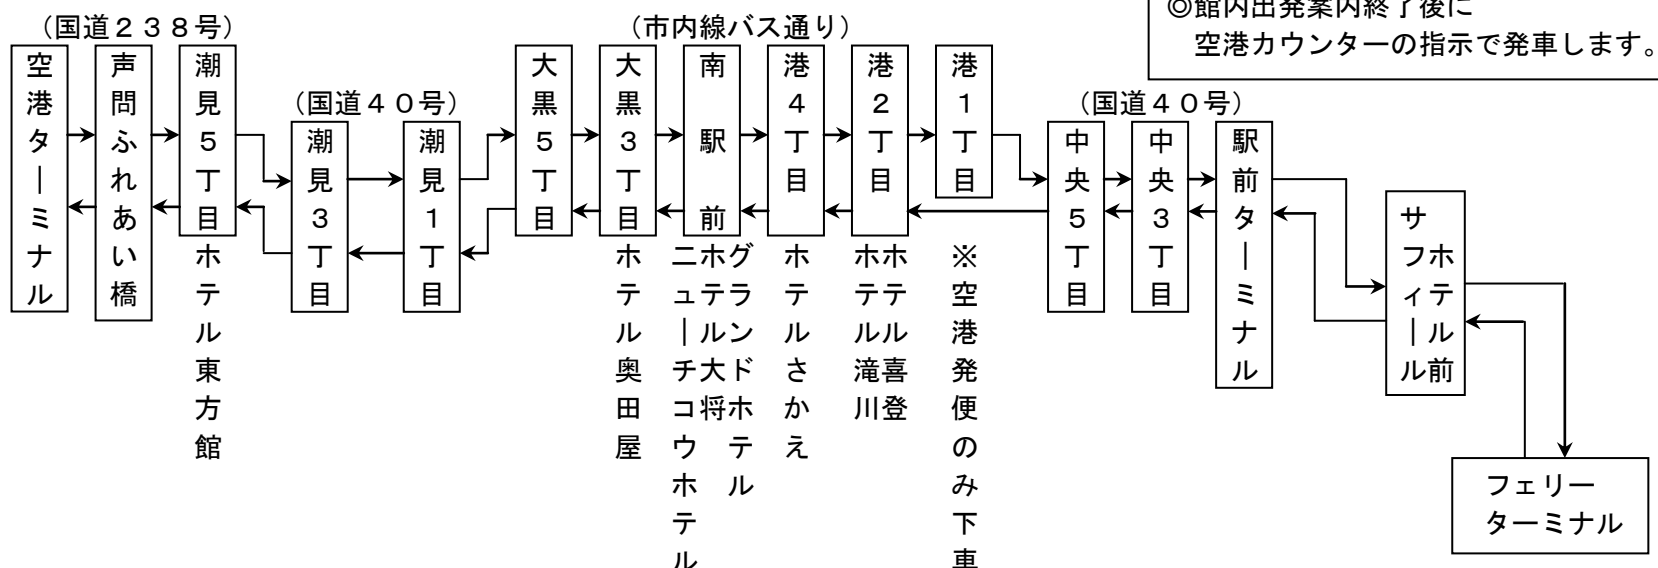 ◎館内出発案内終了後に
空港カウンターの指示で発車します。
(国道238号)
(市内線バス通り)
(国道40号)
(国道40号)
空港ターミナル
声問ふれあい橋
潮見5丁目
潮見3丁目
潮見1丁目
大黒5丁目
大黒3丁目
南駅前
港4丁目
港2丁目
港1丁目
中央5丁目
中央3丁目
駅前ターミナル
サフィールホテル前
フェリー
ターミナル
ホテル東方館
ホテル奥田屋
グランドホテル
ホテル大将
ニューチコウホテル
ホテルさかえ
ホテル喜登
ホテル滝川
※空港発便のみ下車